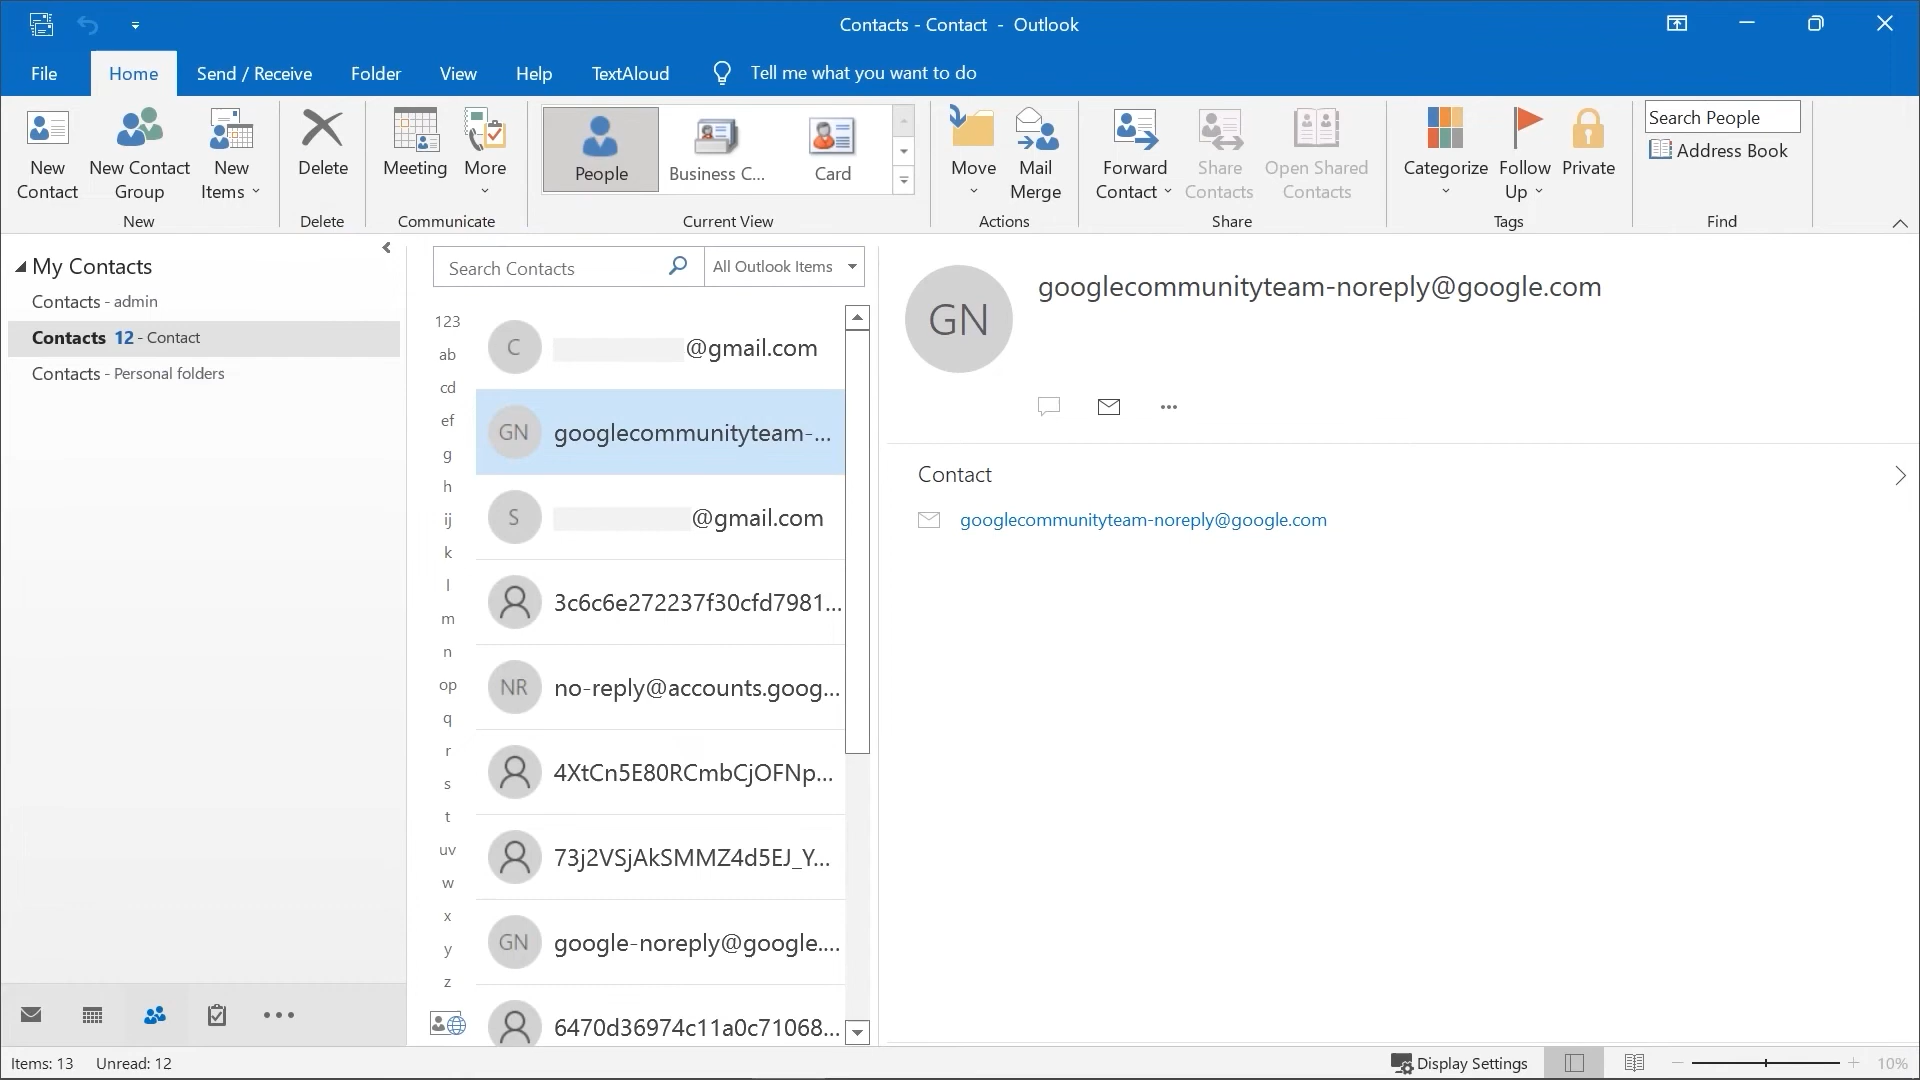 Contacts - Contact - Outlook
File
Home
Send / Receive
Folder
View
Help
TextAloud
Tell me what you want to do
New Contact
New Contact Group
New Items
New
Delete
Delete
Meeting
More
Communicate
People
Business C...
Card
Current View
Move
Mail Merge
Actions
Forward Contact
Share Contacts
Open Shared Contacts
Share
Categorize
Follow Up
Private
Tags
Search People
Address Book
Find
My Contacts
Contacts - admin
Contacts 12 - Contact
Contacts - Personal folders
Search Contacts
All Outlook Items
123
ab
cd
ef
g
h
ij
k
l
m
n
op
q
r
s
t
uv
w
x
y
z
C
@gmail.com
GN
googlecommunityteam-...
S
@gmail.com
3c6c6e272237f30cfd7981...
NR
no-reply@accounts.goog...
4XtCn5E80RCmbCjOFNp...
73j2VSjAkSMMZ4d5EJ_Y...
GN
google-noreply@google....
6470d36974c11a0c71068...
GN
googlecommunityteam-noreply@google.com
Contact
googlecommunityteam-noreply@google.com
Items: 13
Unread: 12
Display Settings
10%